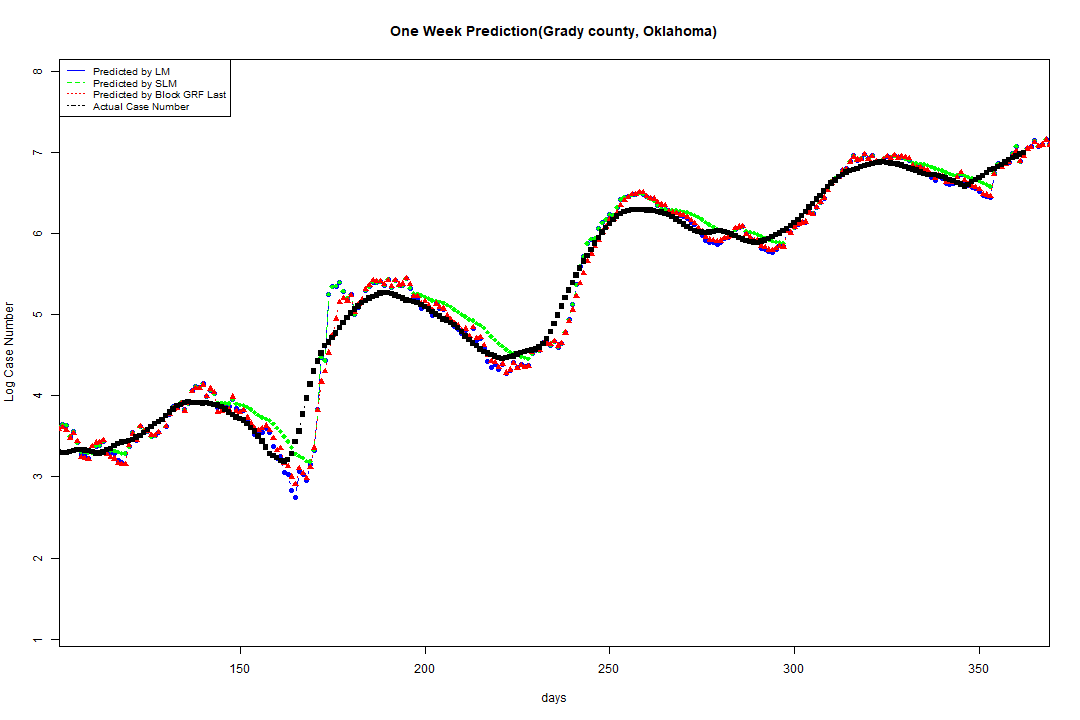 One Week Prediction(Grady county, Oklahoma)
Predicted by LM
Predicted by SLM
Predicted by Block GRF Last
Actual Case Number
8
7
6
5
4
3
2
1
Log Case Number
150 200 250 300 350
days